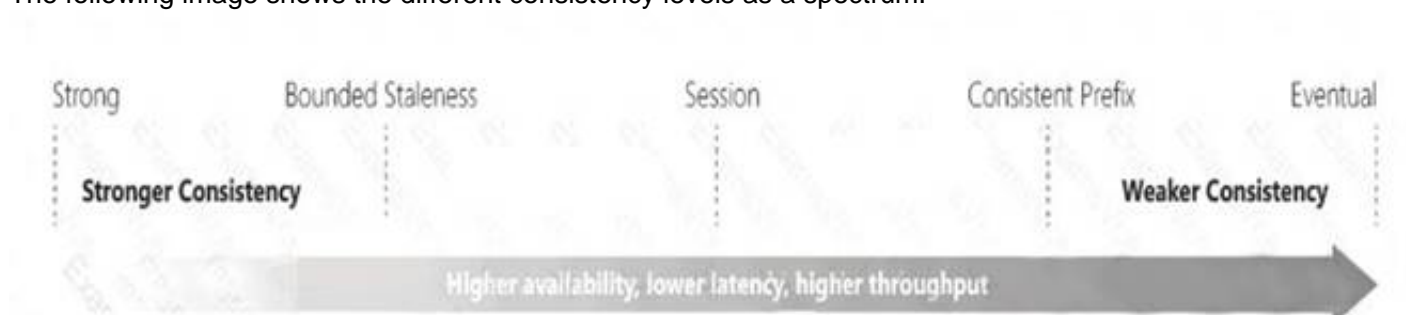 The following image shows the different consistency levels as a spectrum.
Strong Bounded Staleness Session Consistent Prefix Eventual
Stronger Consistency Weaker Consistency
Higher availability, lower latency, higher throughput